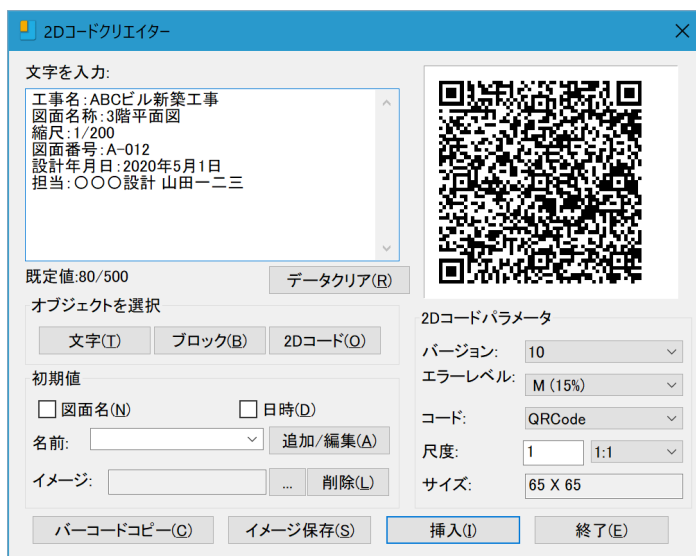 2Dコードクリエイター
文字を入力:
工事名:ABCビル新築工事
図面名称:3階平面図
縮尺:1/200
図面番号:A-012
設計年月日:2020年5月1日
担当:〇〇〇設計 山田一二三
既定値:80/500
データクリア(R)
オブジェクトを選択
文字(T)
ブロック(B)
2Dコード(O)
初期値
図面名(N)
日時(D)
名前:
追加/編集(A)
イメージ:
...
削除(L)
2Dコードパラメータ
バージョン: 10
エラーレベル: M (15%)
コード: QRCode
尺度: 1 1:1
サイズ: 65 X 65
バーコードコピー(C)
イメージ保存(S)
挿入(I)
終了(E)